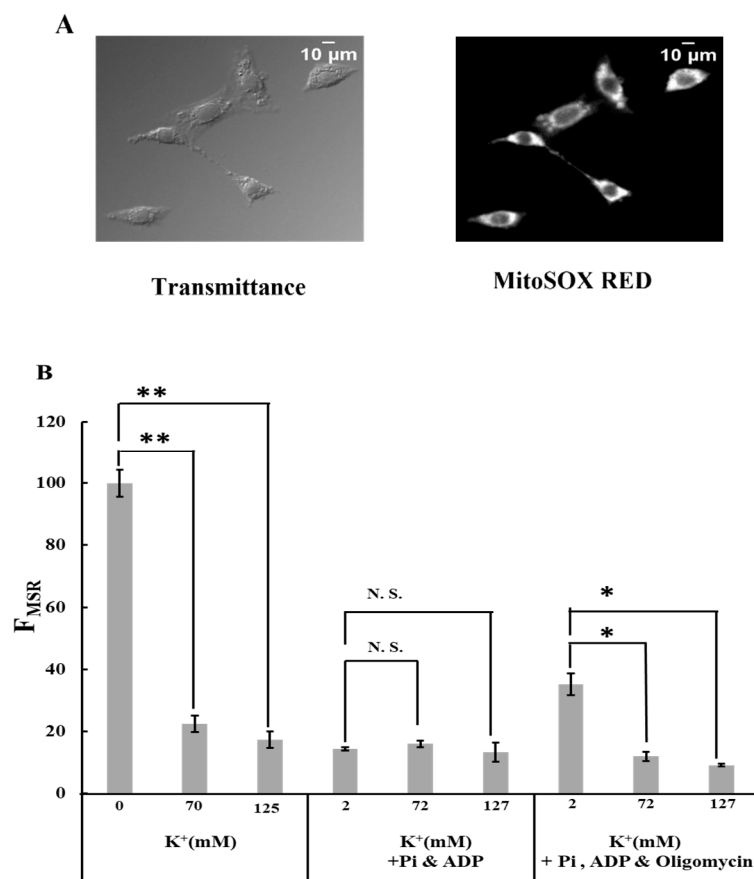 A
10 µm
10 µm
Transmittance
MitoSOX RED
B
**
**
N. S.
N. S.
*
*
F_MSR
120
100
80
60
40
20
0
0 70 125 2 72 127 2 72 127
K⁺(mM)
K⁺(mM)
+Pi & ADP
K⁺(mM)
+ Pi , ADP & Oligomycin